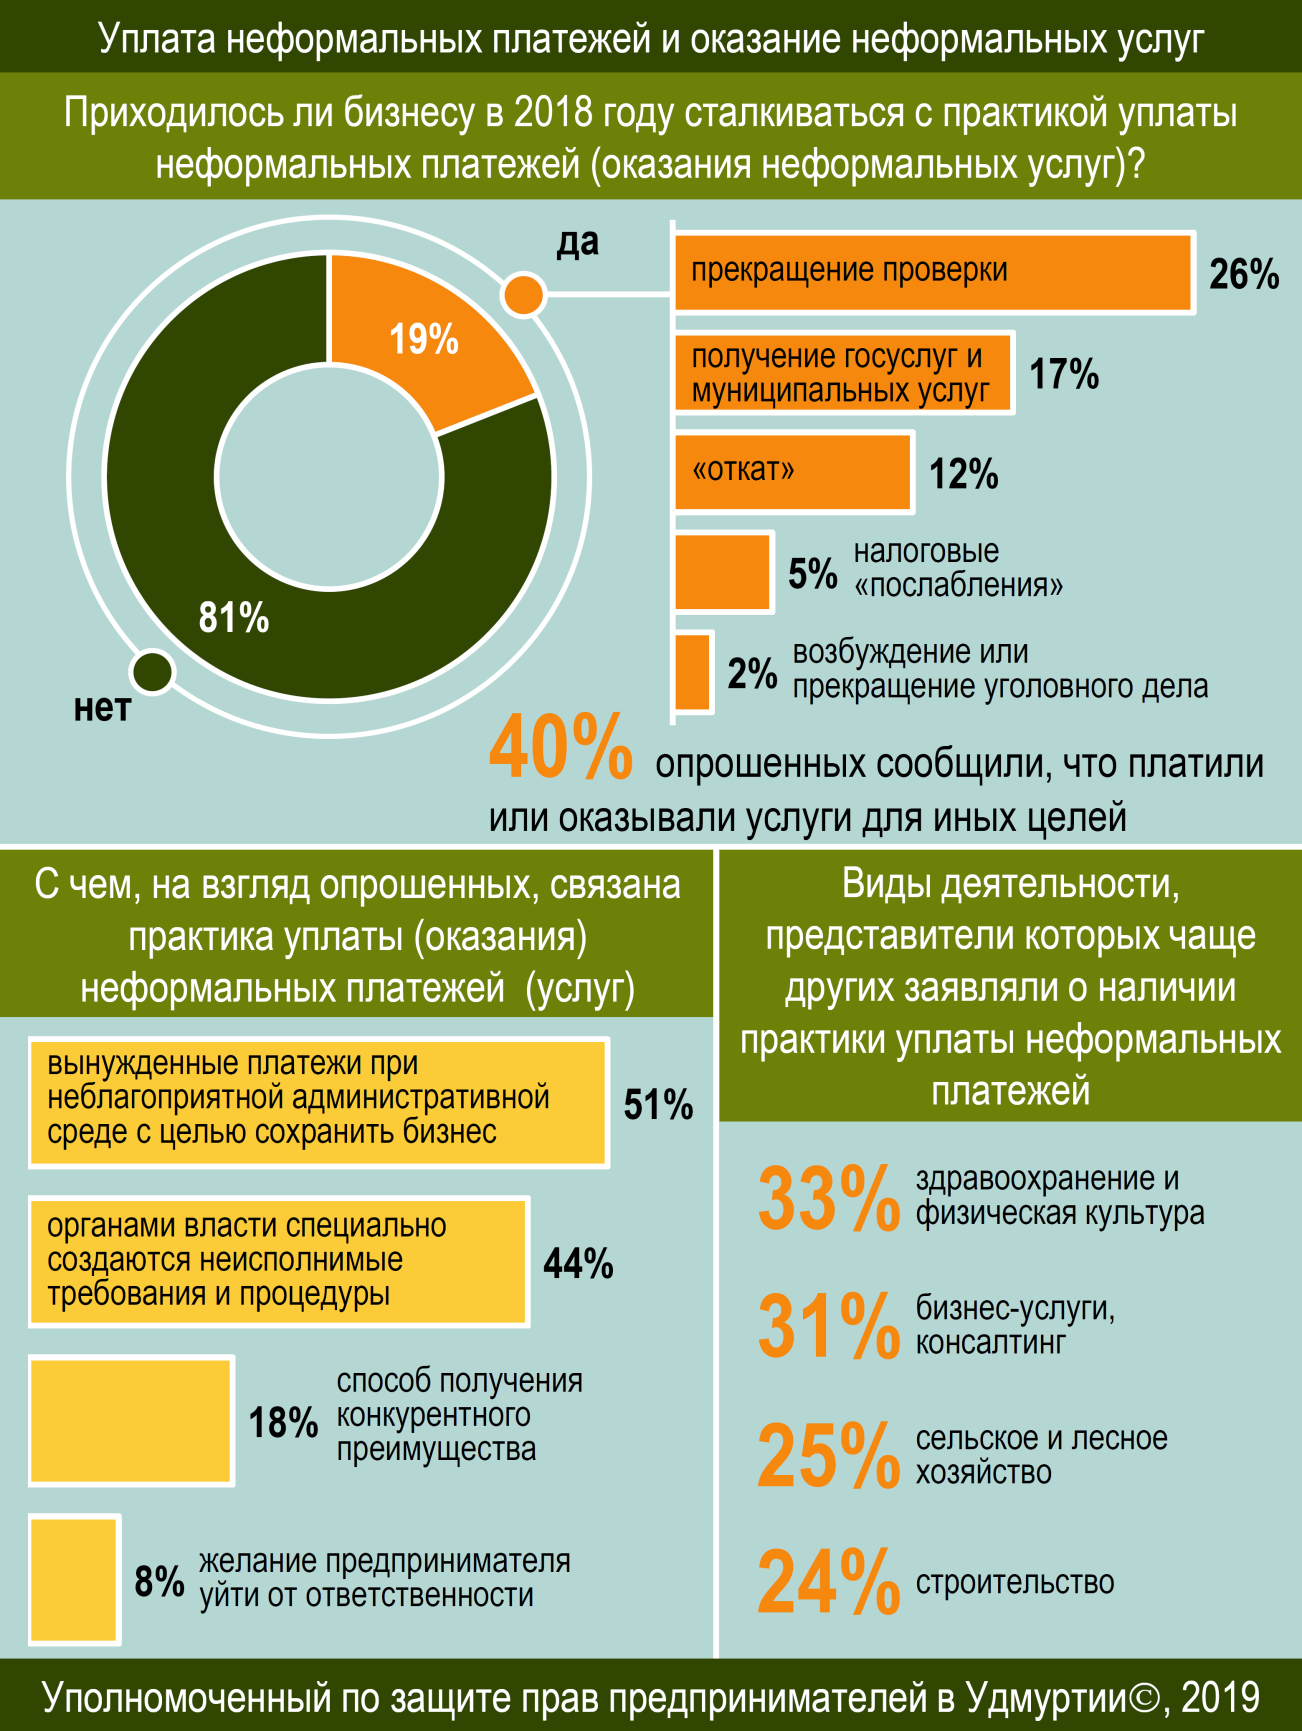 Уплата неформальных платежей и оказание неформальных услуг
Приходилось ли бизнесу в 2018 году сталкиваться с практикой уплаты
неформальных платежей (оказания неформальных услуг)?
да
19%
81%
нет
прекращение проверки
26%
получение госуслуг и
муниципальных услуг
17%
«откат»
12%
5%
налоговые
«послабления»
2%
возбуждение или
прекращение уголовного дела
40% опрошенных сообщили, что платили
или оказывали услуги для иных целей
С чем, на взгляд опрошенных, связана
практика уплаты (оказания)
неформальных платежей (услуг)
вынужденные платежи при
неблагоприятной административной
среде с целью сохранить бизнес
51%
органами власти специально
создаются неисполнимые
требования и процедуры
44%
18%
способ получения
конкурентного
преимущества
8%
желание предпринимателя
уйти от ответственности
Виды деятельности,
представители которых чаще
других заявляли о наличии
практики уплаты неформальных
платежей
33%
здравоохранение и
физическая культура
31%
бизнес-услуги,
консалтинг
25%
сельское и лесное
хозяйство
24%
строительство
Уполномоченный по защите прав предпринимателей в Удмуртии©, 2019